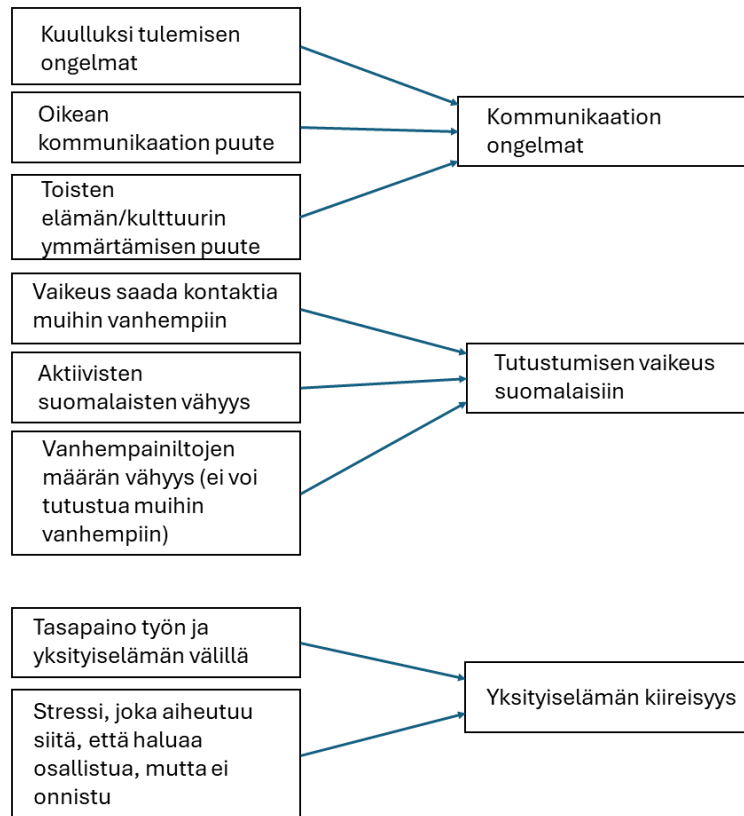 Kuulluksi tulemisen
ongelmat
Oikean
kommunikaation puute
Toisten
elämän/kulttuurin
ymmärtämisen puute
Kommunikaation
ongelmat
Vaikeus saada kontaktia
muihin vanhempiin
Aktiivisten
suomalaisten vähyys
Vanhempainiltojen
määrän vähyys (ei voi
tutustua muihin
vanhempiin)
Tutustumisen vaikeus
suomalaisiin
Tasapaino työn ja
yksityiselämän välillä
Stressi, joka aiheutuu
siitä, että haluaa
osallistua, mutta ei
onnistu
Yksityiselämän kiireisyys